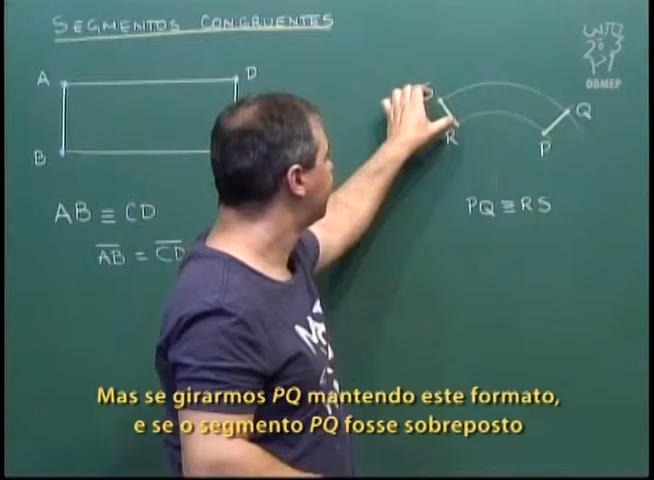 SEGMENTOS CONGRUENTES
OBMEP
A D
B
Q
R
P
AB ≡ CD
PQ ≡ RS
AB = CD
Mas se girarmos PQ mantendo este formato,
e se o segmento PQ fosse sobreposto